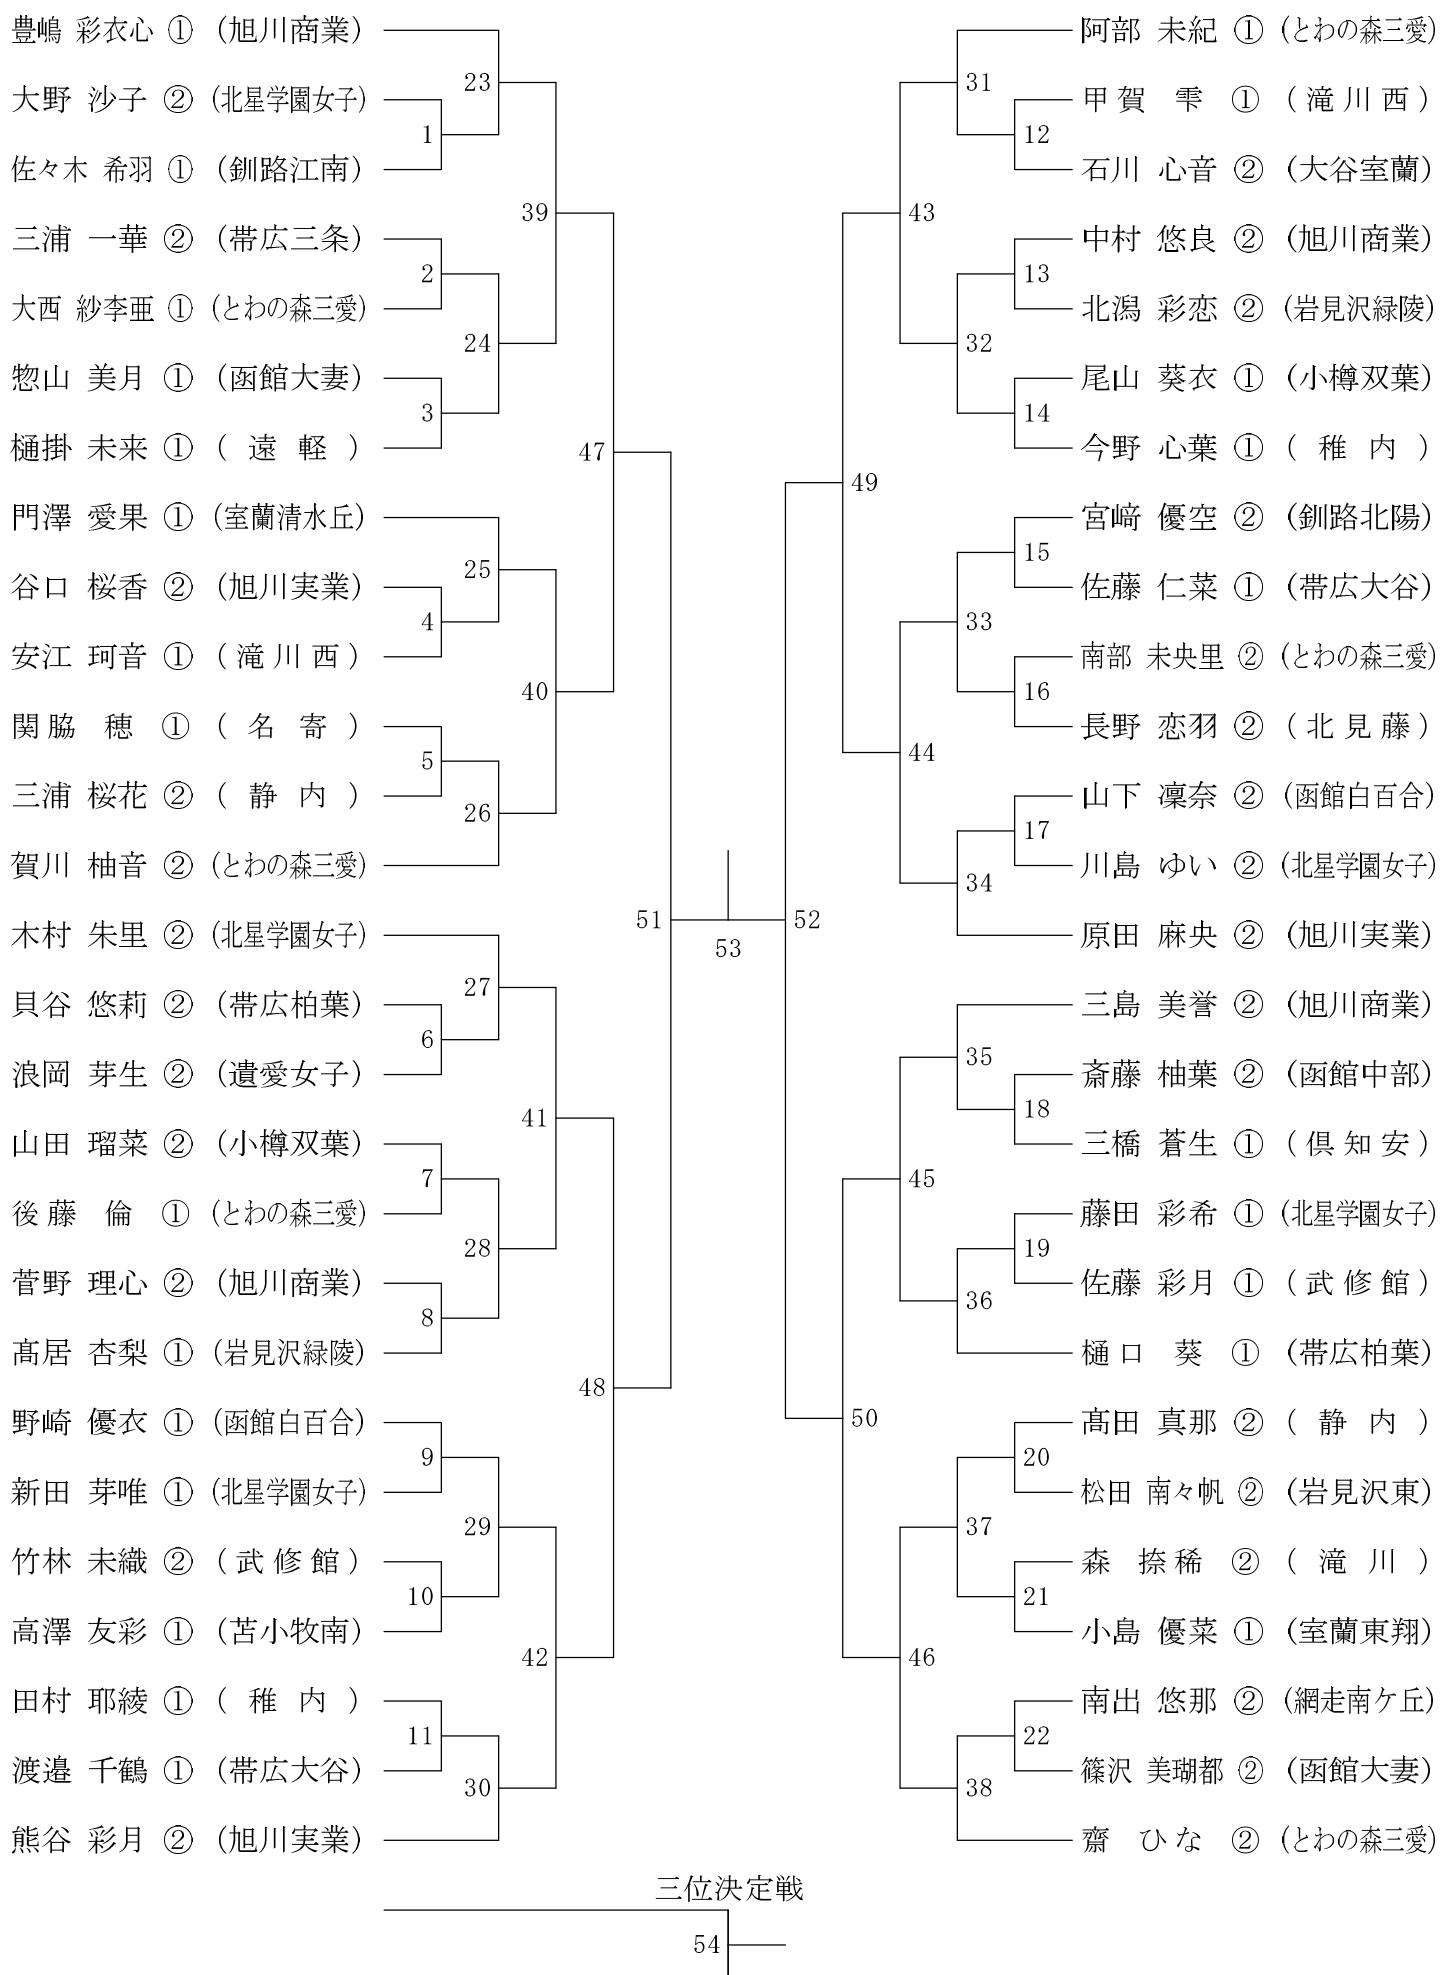 豊嶋 彩衣心 ① (旭川商業)
大野 沙子 ② (北星学園女子)
佐々木 希羽 ① (釧路江南)
三浦 一華 ② (帯広三条)
大西 紗李亜 ① (とわの森三愛)
惣山 美月 ① (函館大妻)
樋掛 未来 ① (遠軽)
門澤 愛果 ① (室蘭清水丘)
谷口 桜香 ② (旭川実業)
安江 珂音 ① (滝川西)
関脇 穂 ① (名寄)
三浦 桜花 ② (静内)
賀川 柚音 ② (とわの森三愛)
木村 朱里 ② (北星学園女子)
貝谷 悠莉 ② (帯広柏葉)
浪岡 芽生 ② (遺愛女子)
山田 瑠菜 ② (小樽双葉)
後藤 倫 ① (とわの森三愛)
菅野 理心 ② (旭川商業)
髙居 杏梨 ① (岩見沢緑陵)
野崎 優衣 ① (函館白百合)
新田 芽唯 ① (北星学園女子)
竹林 未織 ② (武修館)
高澤 友彩 ① (苫小牧南)
田村 耶綾 ① (稚内)
渡邉 千鶴 ① (帯広大谷)
熊谷 彩月 ② (旭川実業)
1
2
3
4
5
6
7
8
9
10
11
23
24
25
26
27
28
29
30
39
40
41
42
47
48
51
53
52
49
50
43
44
45
46
31
32
33
34
35
36
37
38
12
13
14
15
16
17
18
19
20
21
22
阿部 未紀 ① (とわの森三愛)
甲賀 雫 ① (滝川西)
石川 心音 ② (大谷室蘭)
中村 悠良 ② (旭川商業)
北潟 彩恋 ② (岩見沢緑陵)
尾山 葵衣 ① (小樽双葉)
今野 心葉 ① (稚内)
宮﨑 優空 ② (釧路北陽)
佐藤 仁菜 ① (帯広大谷)
南部 未央里 ② (とわの森三愛)
長野 恋羽 ② (北見藤)
山下 凜奈 ② (函館白百合)
川島 ゆい ② (北星学園女子)
原田 麻央 ② (旭川実業)
三島 美誉 ② (旭川商業)
斎藤 柚葉 ② (函館中部)
三橋 蒼生 ① (倶知安)
藤田 彩希 ① (北星学園女子)
佐藤 彩月 ① (武修館)
樋口 葵 ① (帯広柏葉)
髙田 真那 ② (静内)
松田 南々帆 ② (岩見沢東)
森 捺稀 ② (滝川)
小島 優菜 ① (室蘭東翔)
南出 悠那 ② (網走南ケ丘)
篠沢 美瑚都 ② (函館大妻)
齋 ひな ② (とわの森三愛)
三位決定戦
54